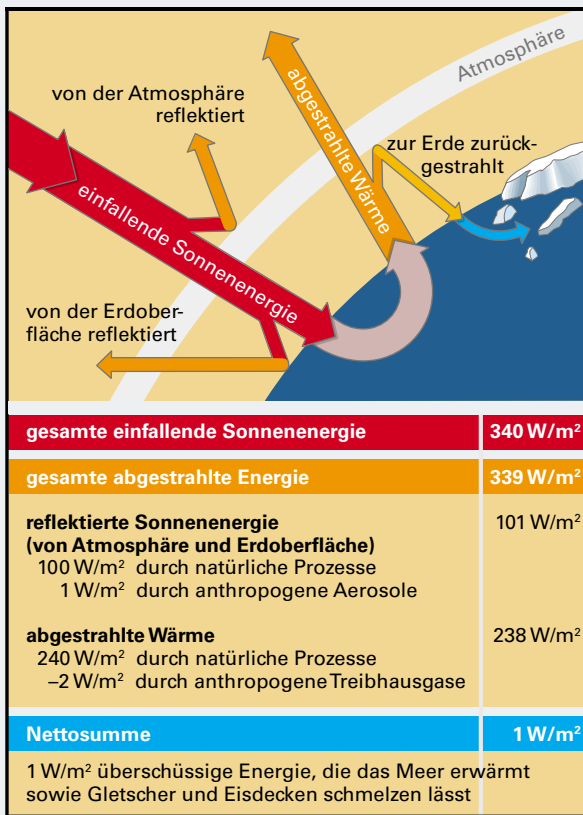 Atmosphäre
von der Atmosphäre
reflektiert
abgestrahlte Wärme
zur Erde zurück-
gestrahlt
einfallende Sonnenenergie
von der Erdober-
fläche reflektiert
gesamte einfallende Sonnenenergie 340 W/m²
gesamte abgestrahlte Energie 339 W/m²
reflektierte Sonnenenergie 101 W/m²
(von Atmosphäre und Erdoberfläche)
100 W/m² durch natürliche Prozesse
1 W/m² durch anthropogene Aerosole
abgestrahlte Wärme 238 W/m²
240 W/m² durch natürliche Prozesse
–2 W/m² durch anthropogene Treibhausgase
Nettosumme 1 W/m²
1 W/m² überschüssige Energie, die das Meer erwärmt
sowie Gletscher und Eisdecken schmelzen lässt